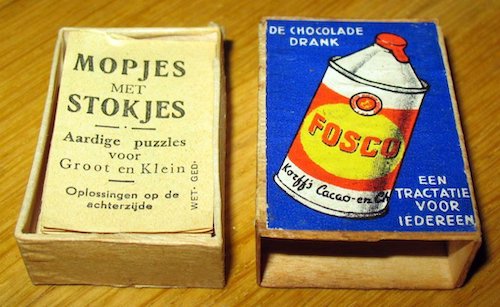 MOPJES
MET
STOKJES
Aardige puzzles
voor
Groot en Klein
Oplossingen op de
achterzijde
WET· GED·
DE CHOCOLADE
DRANK
FOSCO
Korff's Cacao- en
EEN
TRACTATIE
VOOR
IEDEREEN